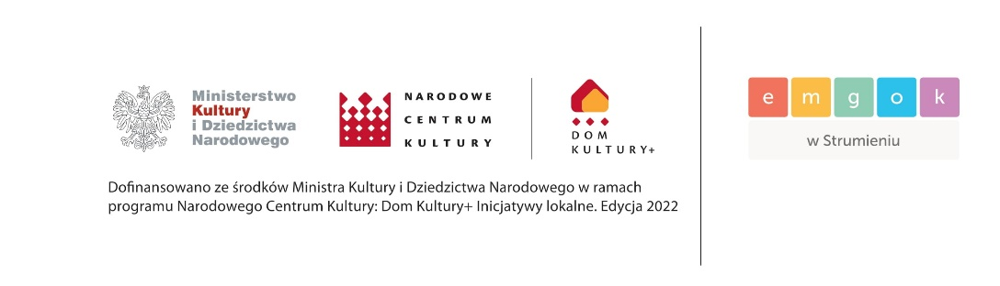 Ministerstwo
Kultury
i Dziedzictwa
Narodowego
NARODOWE
CENTRUM
KULTURY
DOM
KULTURY+
Dofinansowano ze środków Ministra Kultury i Dziedzictwa Narodowego w ramach
programu Narodowego Centrum Kultury: Dom Kultury+ Inicjatywy lokalne. Edycja 2022
e m g o k
w Strumieniu